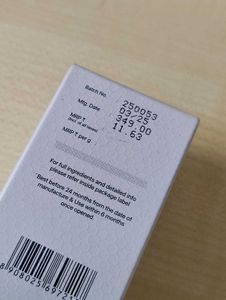 Batch No. 250053
Mfg. Date 03/25
MRP ₹ 349.00
(Incl. of all taxes)
MRP ₹ per g 11.63
For full ingredients and detailed info
please refer inside package label
*Best before 24 months from the date of
manufacture & Use within 6 months
once opened.